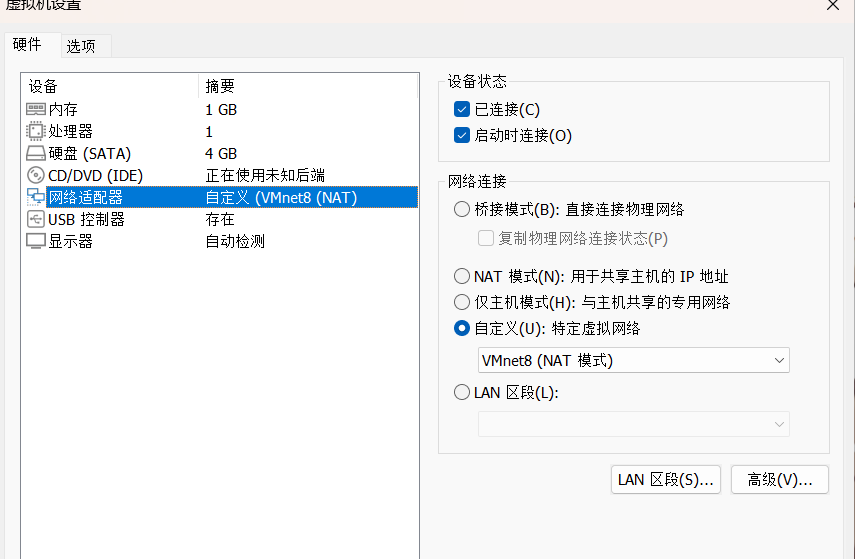 虚拟机设置
硬件 选项
设备 摘要
内存 1 GB
处理器 1
硬盘 (SATA) 4 GB
CD/DVD (IDE) 正在使用未知后端
网络适配器 自定义 (VMnet8 (NAT)
USB 控制器 存在
显示器 自动检测
设备状态
已连接(C)
启动时连接(O)
网络连接
桥接模式(B): 直接连接物理网络
复制物理网络连接状态(P)
NAT 模式(N): 用于共享主机的 IP 地址
仅主机模式(H): 与主机共享的专用网络
自定义(U): 特定虚拟网络
VMnet8 (NAT 模式)
LAN 区段(L):
LAN 区段(S)... 高级(V)...